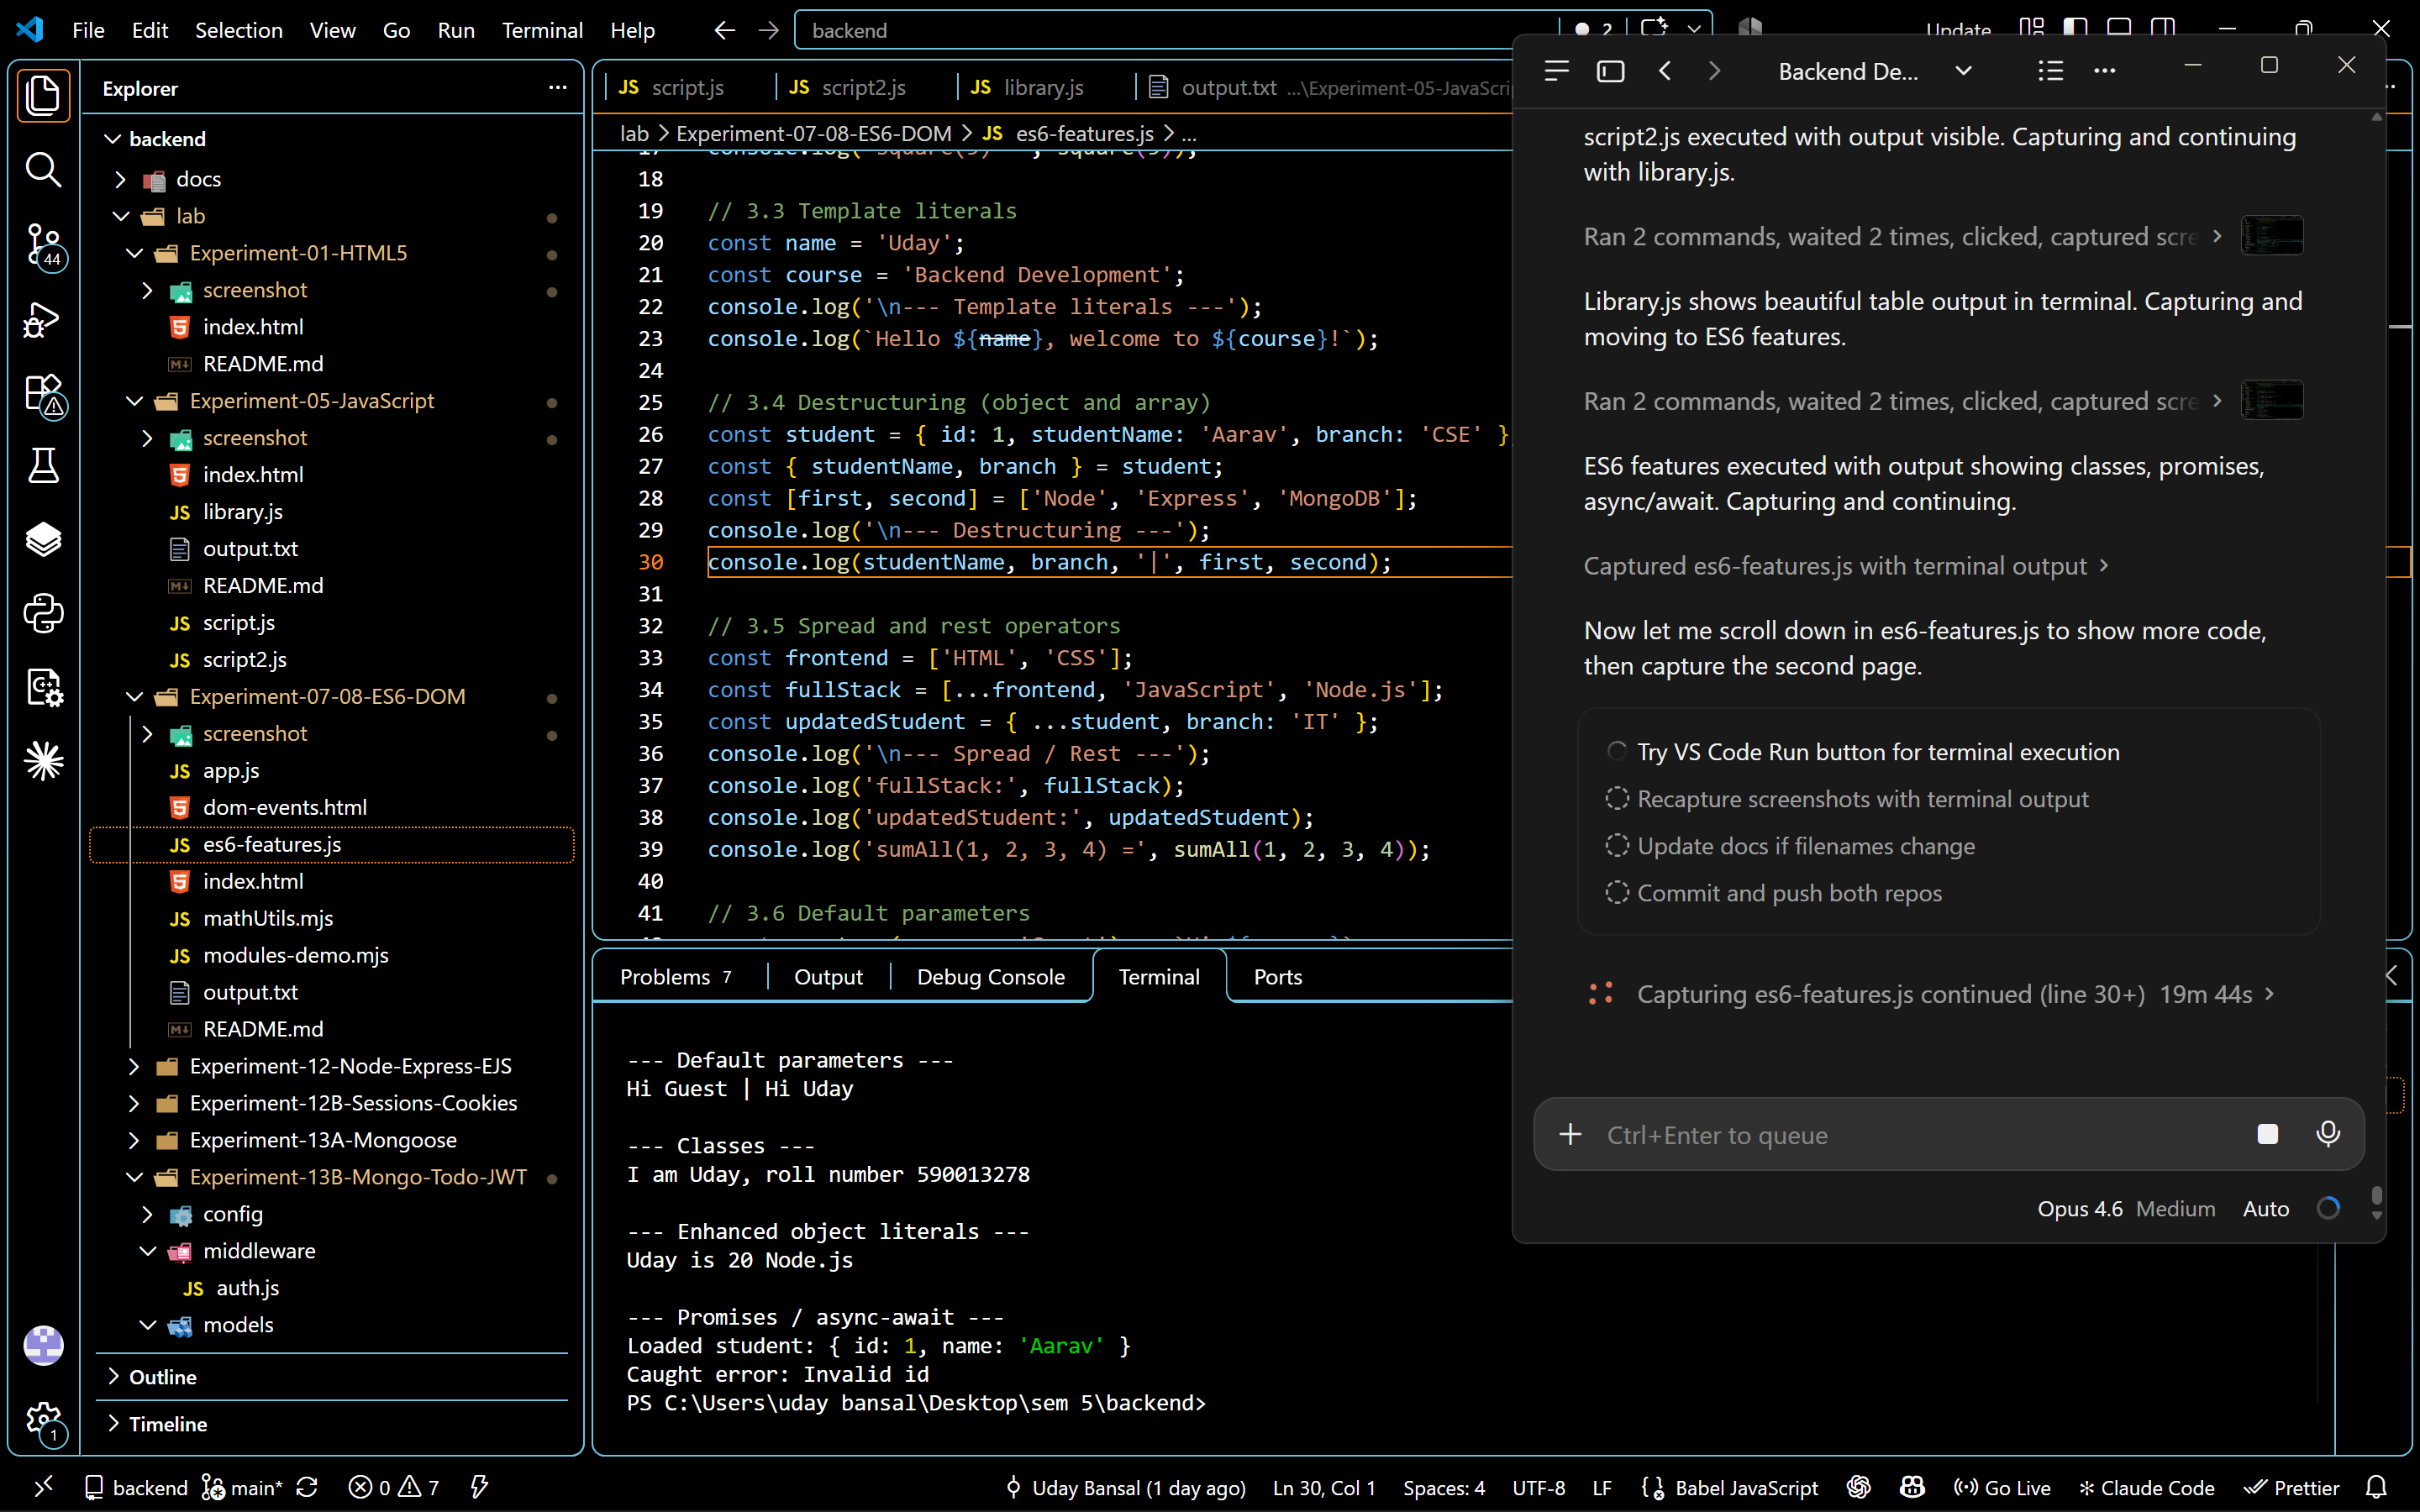 File Edit Selection View Go Run Terminal Help
backend
2
Update
Explorer
backend
docs
lab
Experiment-01-HTML5
screenshot
index.html
README.md
Experiment-05-JavaScript
screenshot
index.html
library.js
output.txt
README.md
script.js
script2.js
Experiment-07-08-ES6-DOM
screenshot
app.js
dom-events.html
es6-features.js
index.html
mathUtils.mjs
modules-demo.mjs
output.txt
README.md
Experiment-12-Node-Express-EJS
Experiment-12B-Sessions-Cookies
Experiment-13A-Mongoose
Experiment-13B-Mongo-Todo-JWT
config
middleware
auth.js
models
Outline
Timeline
44
1
JS script.js JS script2.js JS library.js output.txt ...\Experiment-05-JavaScri
lab > Experiment-07-08-ES6-DOM > JS es6-features.js > ...
18
19 // 3.3 Template literals
20 const name = 'Uday';
21 const course = 'Backend Development';
22 console.log('\n--- Template literals ---');
23 console.log(`Hello ${name}, welcome to ${course}!`);
24
25 // 3.4 Destructuring (object and array)
26 const student = { id: 1, studentName: 'Aarav', branch: 'CSE' }
27 const { studentName, branch } = student;
28 const [first, second] = ['Node', 'Express', 'MongoDB'];
29 console.log('\n--- Destructuring ---');
30 console.log(studentName, branch, '|', first, second);
31
32 // 3.5 Spread and rest operators
33 const frontend = ['HTML', 'CSS'];
34 const fullStack = [...frontend, 'JavaScript', 'Node.js'];
35 const updatedStudent = { ...student, branch: 'IT' };
36 console.log('\n--- Spread / Rest ---');
37 console.log('fullStack:', fullStack);
38 console.log('updatedStudent:', updatedStudent);
39 console.log('sumAll(1, 2, 3, 4) =', sumAll(1, 2, 3, 4));
40
41 // 3.6 Default parameters
Problems 7 Output Debug Console Terminal Ports
--- Default parameters ---
Hi Guest | Hi Uday
--- Classes ---
I am Uday, roll number 590013278
--- Enhanced object literals ---
Uday is 20 Node.js
--- Promises / async-await ---
Loaded student: { id: 1, name: 'Aarav' }
Caught error: Invalid id
PS C:\Users\uday bansal\Desktop\sem 5\backend>
Backend De...
script2.js executed with output visible. Capturing and continuing
with library.js.
Ran 2 commands, waited 2 times, clicked, captured scre
Library.js shows beautiful table output in terminal. Capturing and
moving to ES6 features.
Ran 2 commands, waited 2 times, clicked, captured scre
ES6 features executed with output showing classes, promises,
async/await. Capturing and continuing.
Captured es6-features.js with terminal output
Now let me scroll down in es6-features.js to show more code,
then capture the second page.
Try VS Code Run button for terminal execution
Recapture screenshots with terminal output
Update docs if filenames change
Commit and push both repos
Capturing es6-features.js continued (line 30+) 19m 44s
Ctrl+Enter to queue
Opus 4.6 Medium Auto
backend main* 0 7 Uday Bansal (1 day ago) Ln 30, Col 1 Spaces: 4 UTF-8 LF Babel JavaScript Go Live Claude Code Prettier